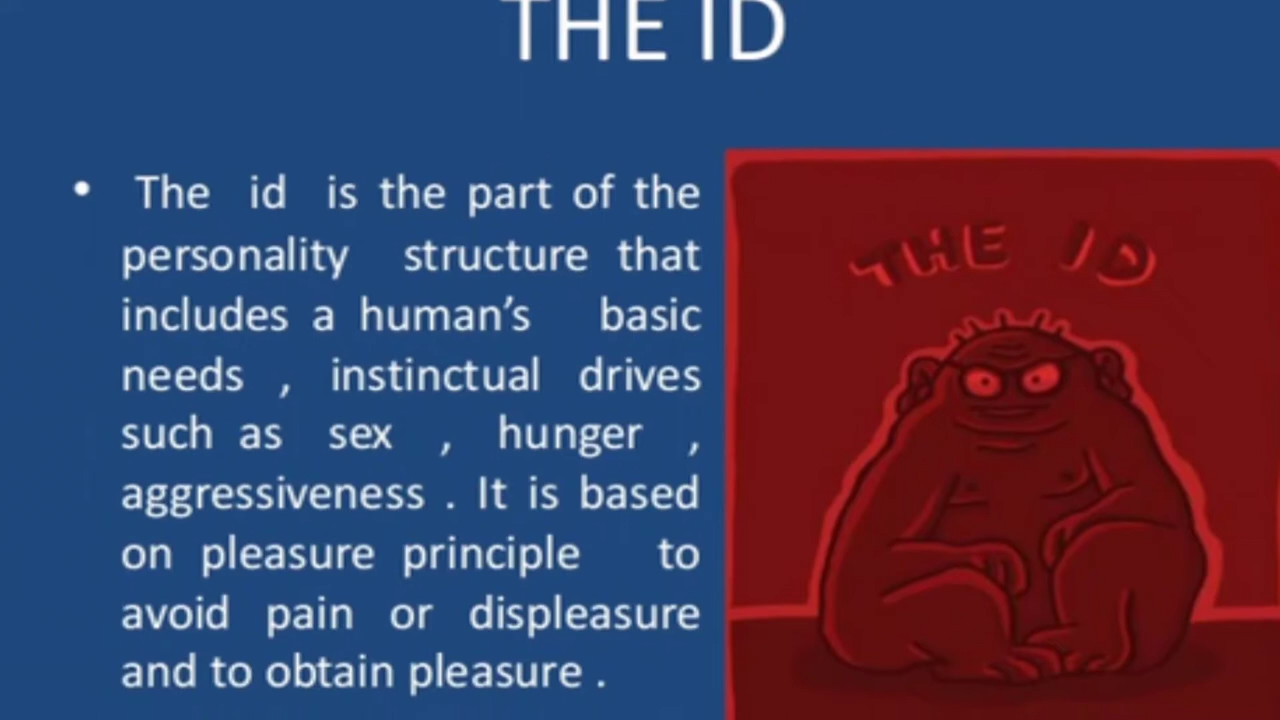 THE ID
• The id is the part of the
personality structure that
includes a human’s basic
needs , instinctual drives
such as sex , hunger ,
aggressiveness . It is based
on pleasure principle to
avoid pain or displeasure
and to obtain pleasure .
THE ID